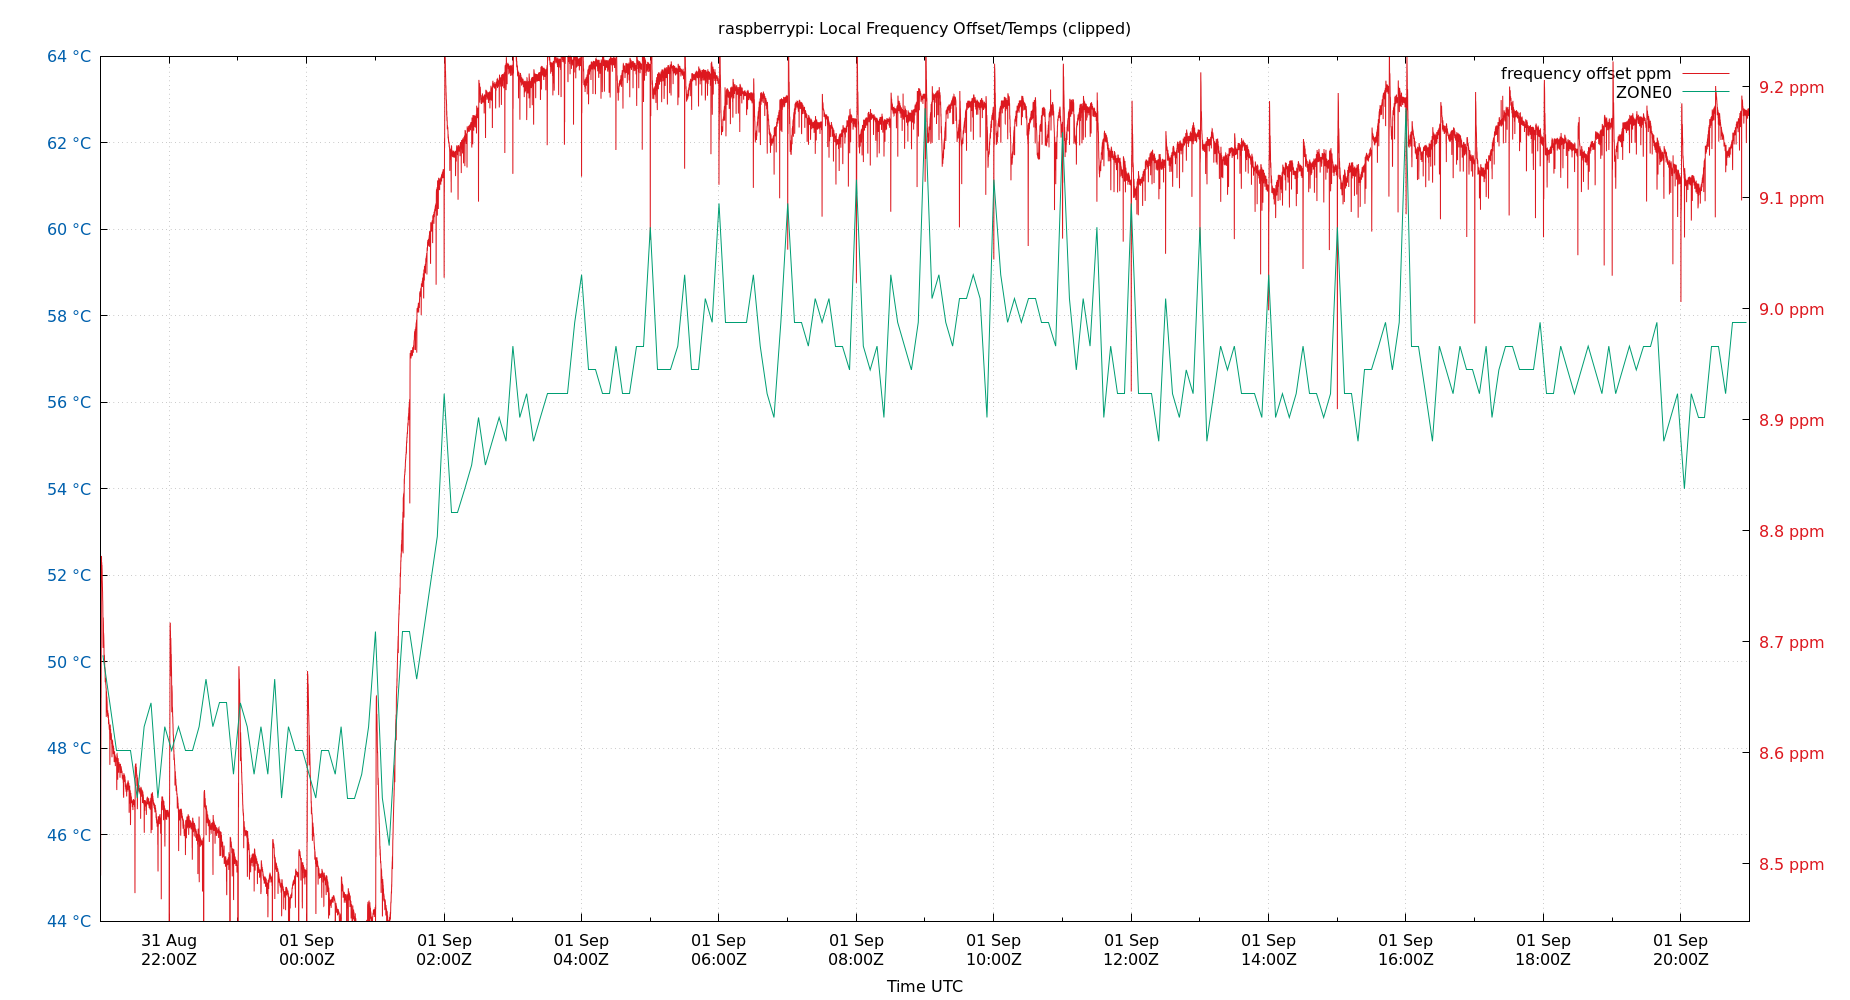 raspberrypi: Local Frequency Offset/Temps (clipped)
64 °C
62 °C
60 °C
58 °C
56 °C
54 °C
52 °C
50 °C
48 °C
46 °C
44 °C
frequency offset ppm
ZONE0
9.2 ppm
9.1 ppm
9.0 ppm
8.9 ppm
8.8 ppm
8.7 ppm
8.6 ppm
8.5 ppm
31 Aug
22:00Z
01 Sep
00:00Z
01 Sep
02:00Z
01 Sep
04:00Z
01 Sep
06:00Z
01 Sep
08:00Z
01 Sep
10:00Z
01 Sep
12:00Z
01 Sep
14:00Z
01 Sep
16:00Z
01 Sep
18:00Z
01 Sep
20:00Z
Time UTC